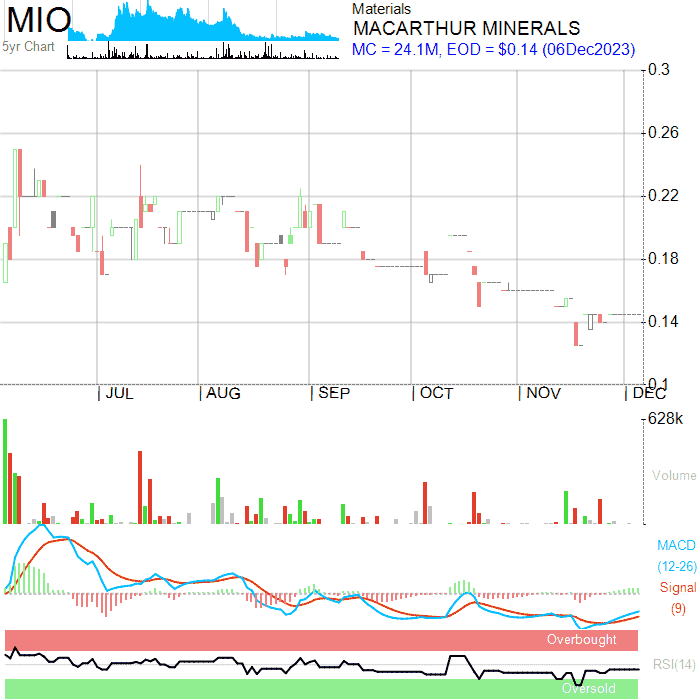 MIO
5yr Chart
Materials
MACARTHUR MINERALS
MC = 24.1M, EOD = $0.14 (06Dec2023)
0.3
0.26
0.22
0.18
0.14
0.1
JUL AUG SEP OCT NOV DEC
628k
Volume
MACD
(12-26)
Signal
(9)
Overbought
RSI(14)
Oversold